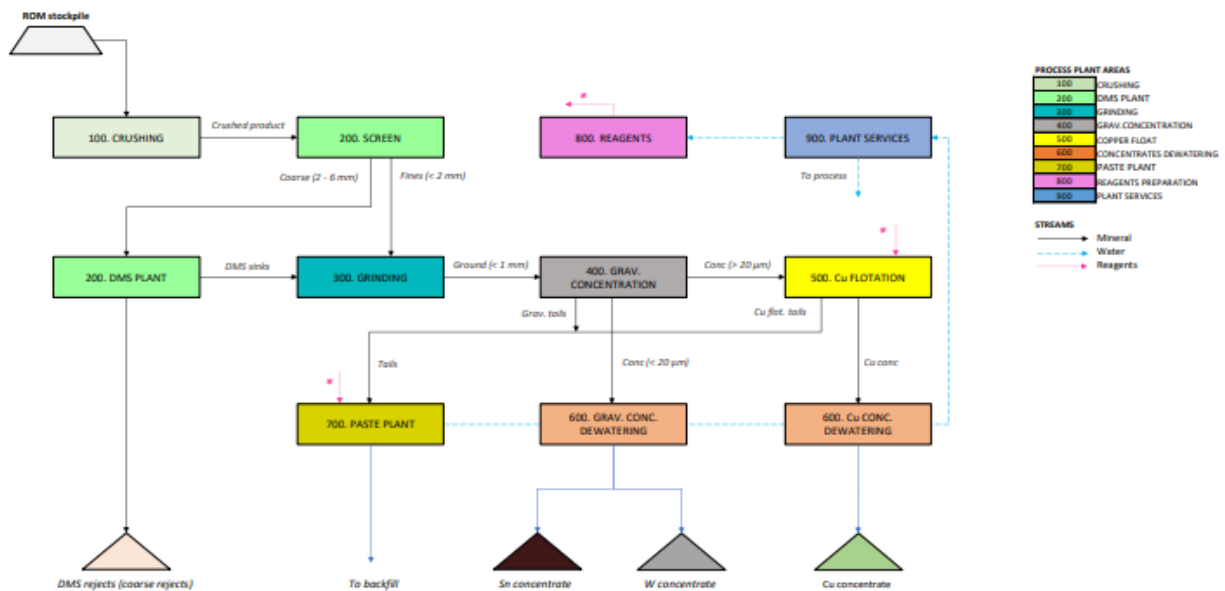 ROM stockpile
PROCESS PLANT AREAS
100 CRUSHING
200 DMS PLANT
300 GRINDING
400 GRAV. CONCENTRATION
500 COPPER FLOAT
600 CONCENTRATES DEWATERING
700 PASTE PLANT
800 REAGENTS PREPARATION
900 PLANT SERVICES
STREAMS
Mineral
Water
Reagents
*
100. CRUSHING
Crushed product
200. SCREEN
800. REAGENTS
900. PLANT SERVICES
Coarse (2 - 6 mm)
Fines (< 2 mm)
To process
*
200. DMS PLANT
DMS sinks
300. GRINDING
Ground (< 1 mm)
400. GRAV.
CONCENTRATION
Conc (> 20 µm)
500. Cu FLOTATION
Grav. tails
Cu flot. tails
Tails
Conc (< 20 µm)
Cu conc
*
700. PASTE PLANT
600. GRAV. CONC.
DEWATERING
600. Cu CONC.
DEWATERING
DMS rejects (coarse rejects)
To backfill
Sn concentrate
W concentrate
Cu concentrate